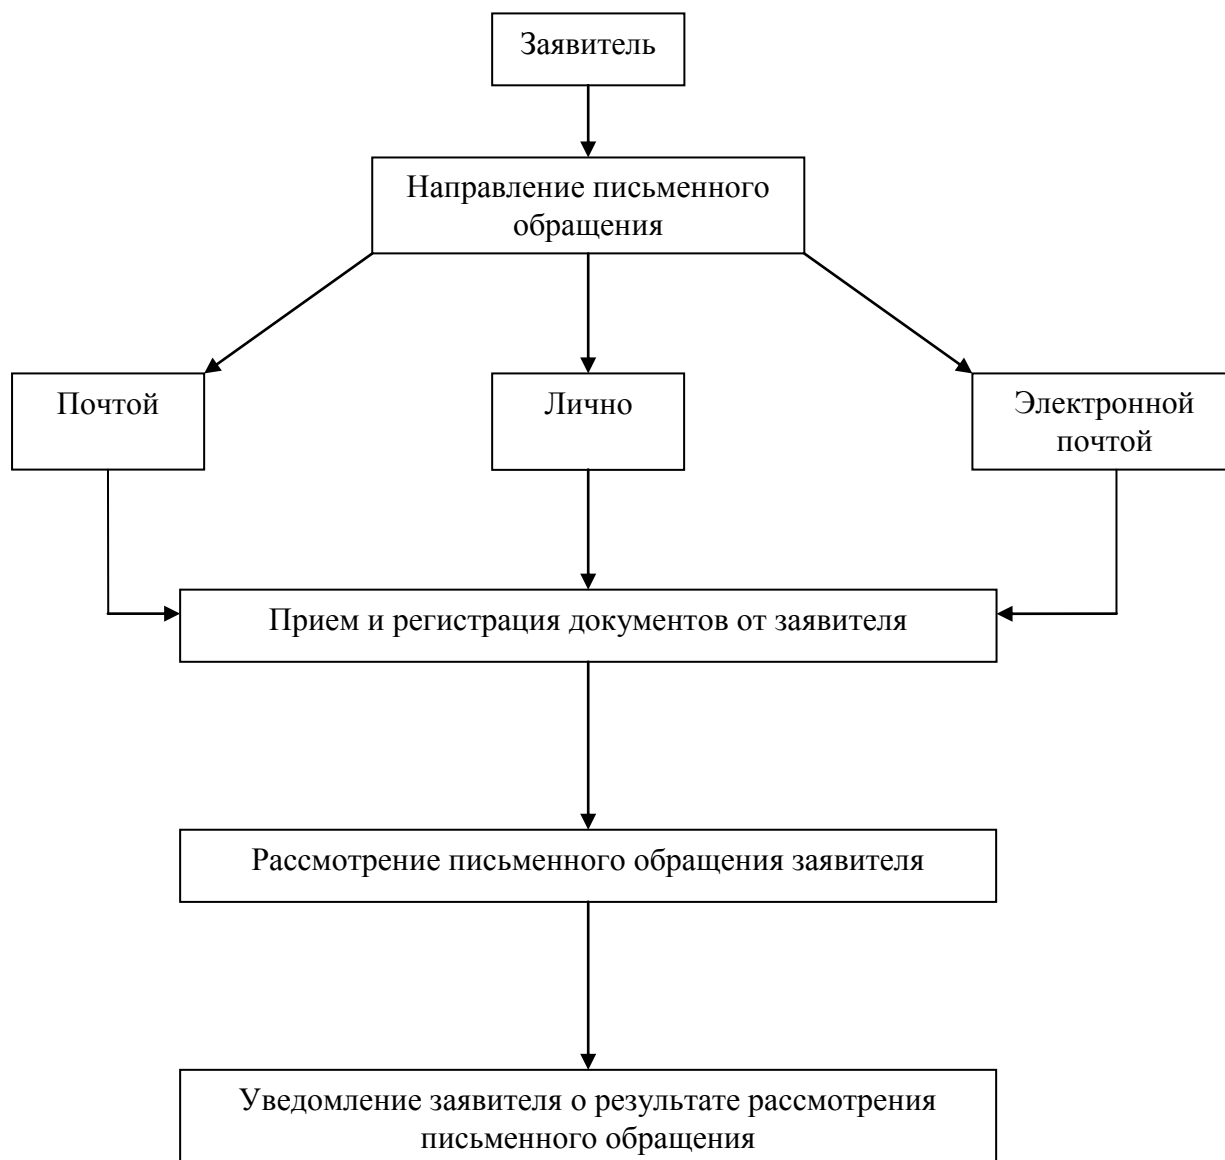 Заявитель
Направление письменного
обращения
Почтой
Лично
Электронной
почтой
Прием и регистрация документов от заявителя
Рассмотрение письменного обращения заявителя
Уведомление заявителя о результате рассмотрения
письменного обращения